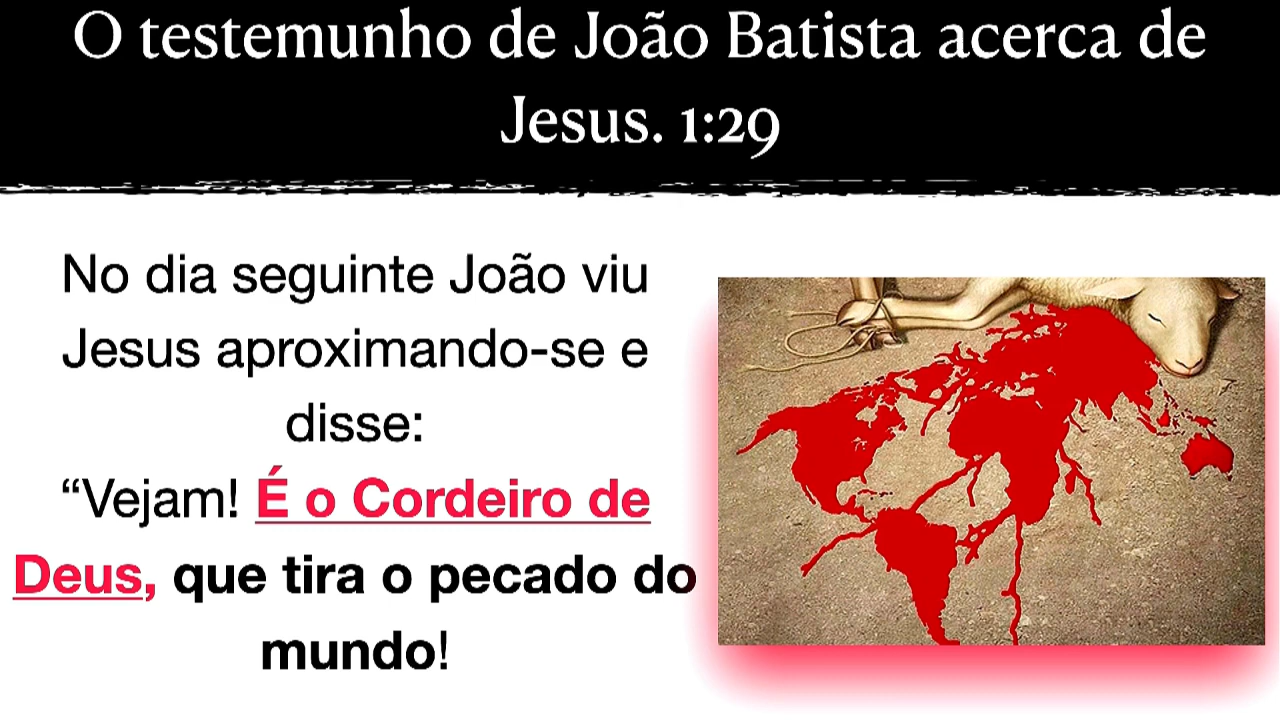 O testemunho de João Batista acerca de
Jesus. 1:29
No dia seguinte João viu
Jesus aproximando-se e
disse:
“Vejam! É o Cordeiro de
Deus, que tira o pecado do
mundo!